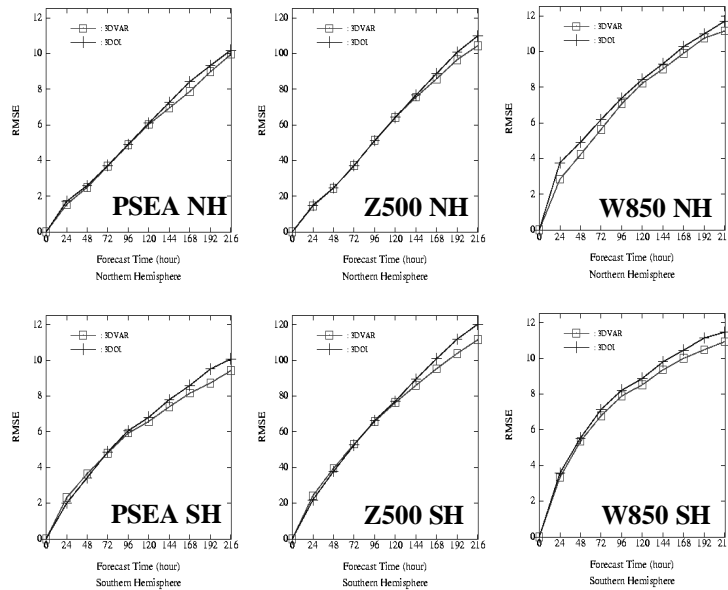 12
10
8
6
4
2
0
RMSE
: 3DVAR
: 3DOI
PSEA NH
0 24 48 72 96 120 144 168 192 216
Forecast Time (hour)
Northern Hemisphere
120
100
80
60
40
20
0
RMSE
: 3DVAR
: 3DOI
Z500 NH
0 24 48 72 96 120 144 168 192 216
Forecast Time (hour)
Northern Hemisphere
12
10
8
6
4
2
0
RMSE
: 3DVAR
: 3DOI
W850 NH
0 24 48 72 96 120 144 168 192 216
Forecast Time (hour)
Northern Hemisphere
12
10
8
6
4
2
0
RMSE
: 3DVAR
: 3DOI
PSEA SH
0 24 48 72 96 120 144 168 192 216
Forecast Time (hour)
Southern Hemisphere
120
100
80
60
40
20
0
RMSE
: 3DVAR
: 3DOI
Z500 SH
0 24 48 72 96 120 144 168 192 216
Forecast Time (hour)
Southern Hemisphere
12
10
8
6
4
2
0
RMSE
: 3DVAR
: 3DOI
W850 SH
0 24 48 72 96 120 144 168 192 216
Forecast Time (hour)
Southern Hemisphere